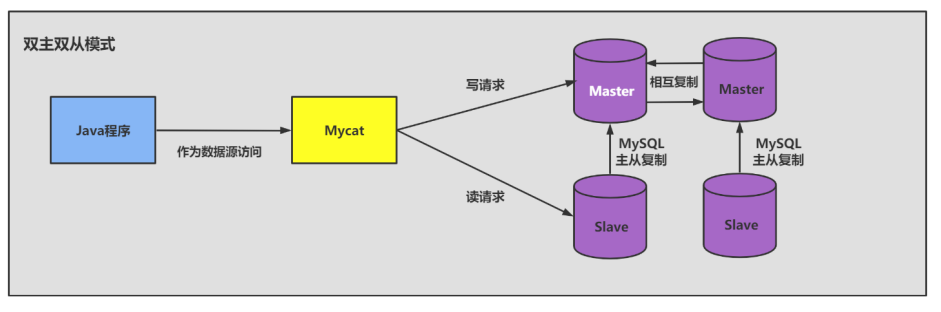 双主双从模式
Java程序
作为数据源访问
Mycat
写请求
读请求
Master
相互复制
Master
MySQL
主从复制
MySQL
主从复制
Slave
Slave